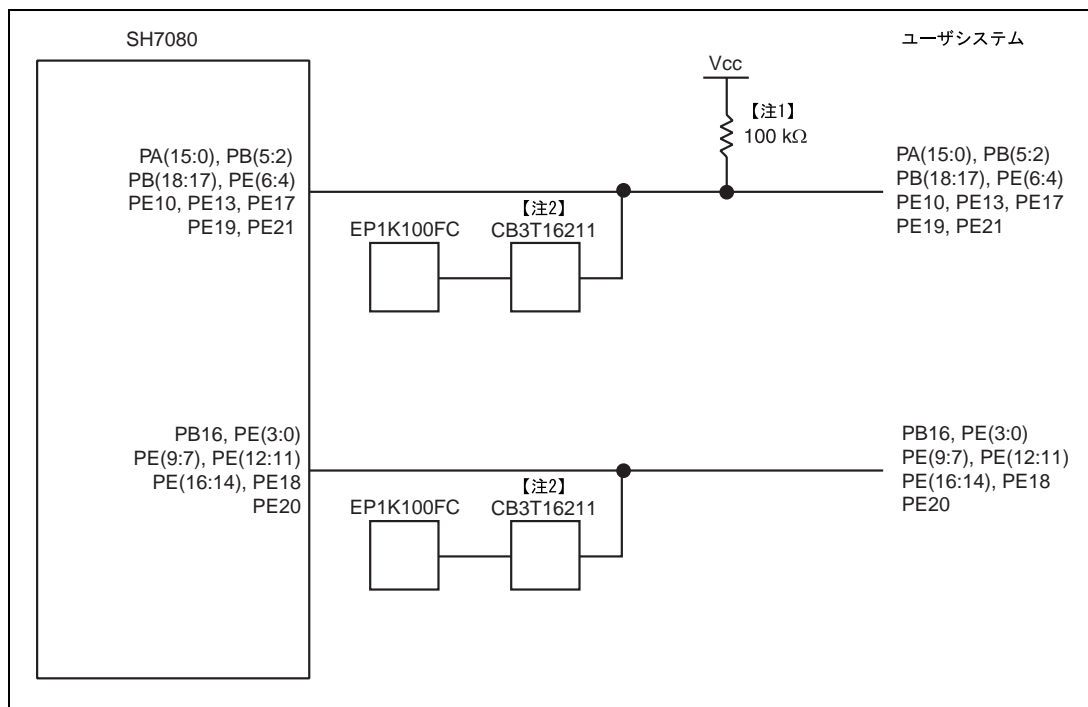 SH7080
ユーザシステム
Vcc
【注1】
100 kΩ
PA(15:0), PB(5:2)
PB(18:17), PE(6:4)
PE10, PE13, PE17
PE19, PE21
PA(15:0), PB(5:2)
PB(18:17), PE(6:4)
PE10, PE13, PE17
PE19, PE21
【注2】
EP1K100FC
CB3T16211
PB16, PE(3:0)
PE(9:7), PE(12:11)
PE(16:14), PE18
PE20
PB16, PE(3:0)
PE(9:7), PE(12:11)
PE(16:14), PE18
PE20
【注2】
EP1K100FC
CB3T16211